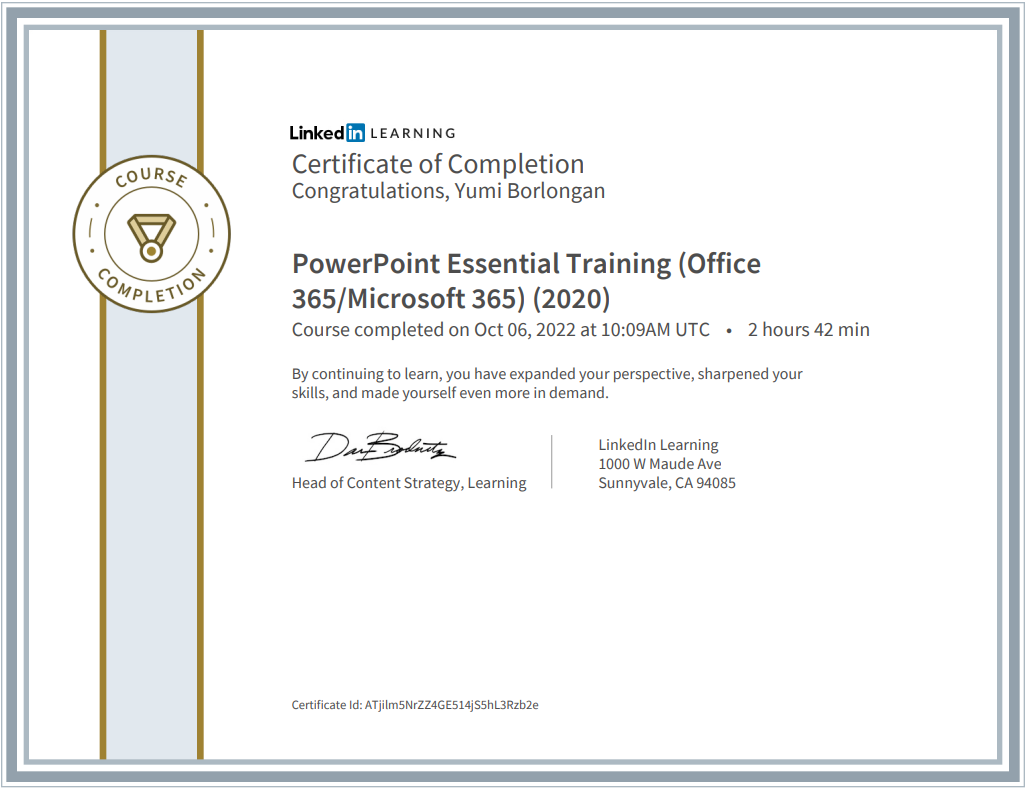 COURSE
COMPLETION
Linked in LEARNING
Certificate of Completion
Congratulations, Yumi Borlongan
PowerPoint Essential Training (Office
365/Microsoft 365) (2020)
Course completed on Oct 06, 2022 at 10:09AM UTC • 2 hours 42 min
By continuing to learn, you have expanded your perspective, sharpened your
skills, and made yourself even more in demand.
Head of Content Strategy, Learning
LinkedIn Learning
1000 W Maude Ave
Sunnyvale, CA 94085
Certificate Id: ATjilm5NrZZ4GE514jS5hL3Rzb2e